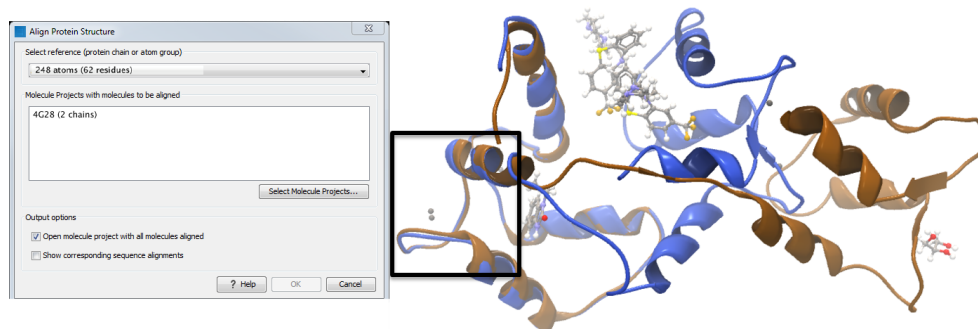 Align Protein Structure
Select reference (protein chain or atom group)
248 atoms (62 residues)
Molecule Projects with molecules to be aligned
4G28 (2 chains)
Select Molecule Projects...
Output options
Open molecule project with all molecules aligned
Show corresponding sequence alignments
? Help
OK
Cancel